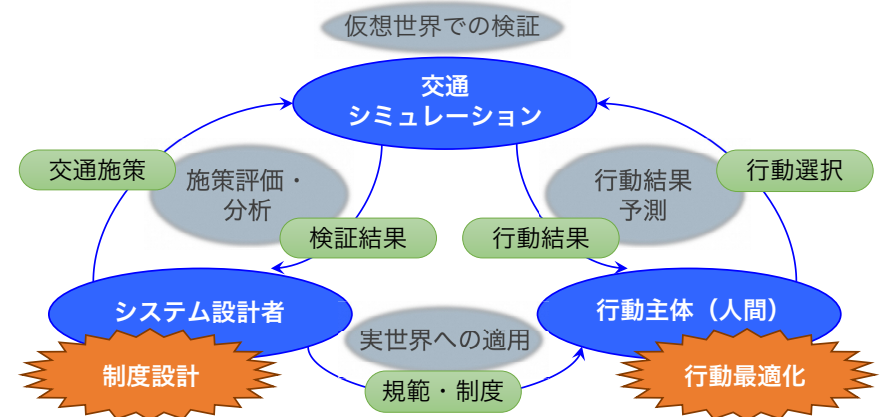 仮想世界での検証
交通
シミュレーション
交通施策
施策評価・
分析
行動結果
予測
行動選択
検証結果
行動結果
システム設計者
行動主体（人間）
実世界への適用
制度設計
行動最適化
規範・制度